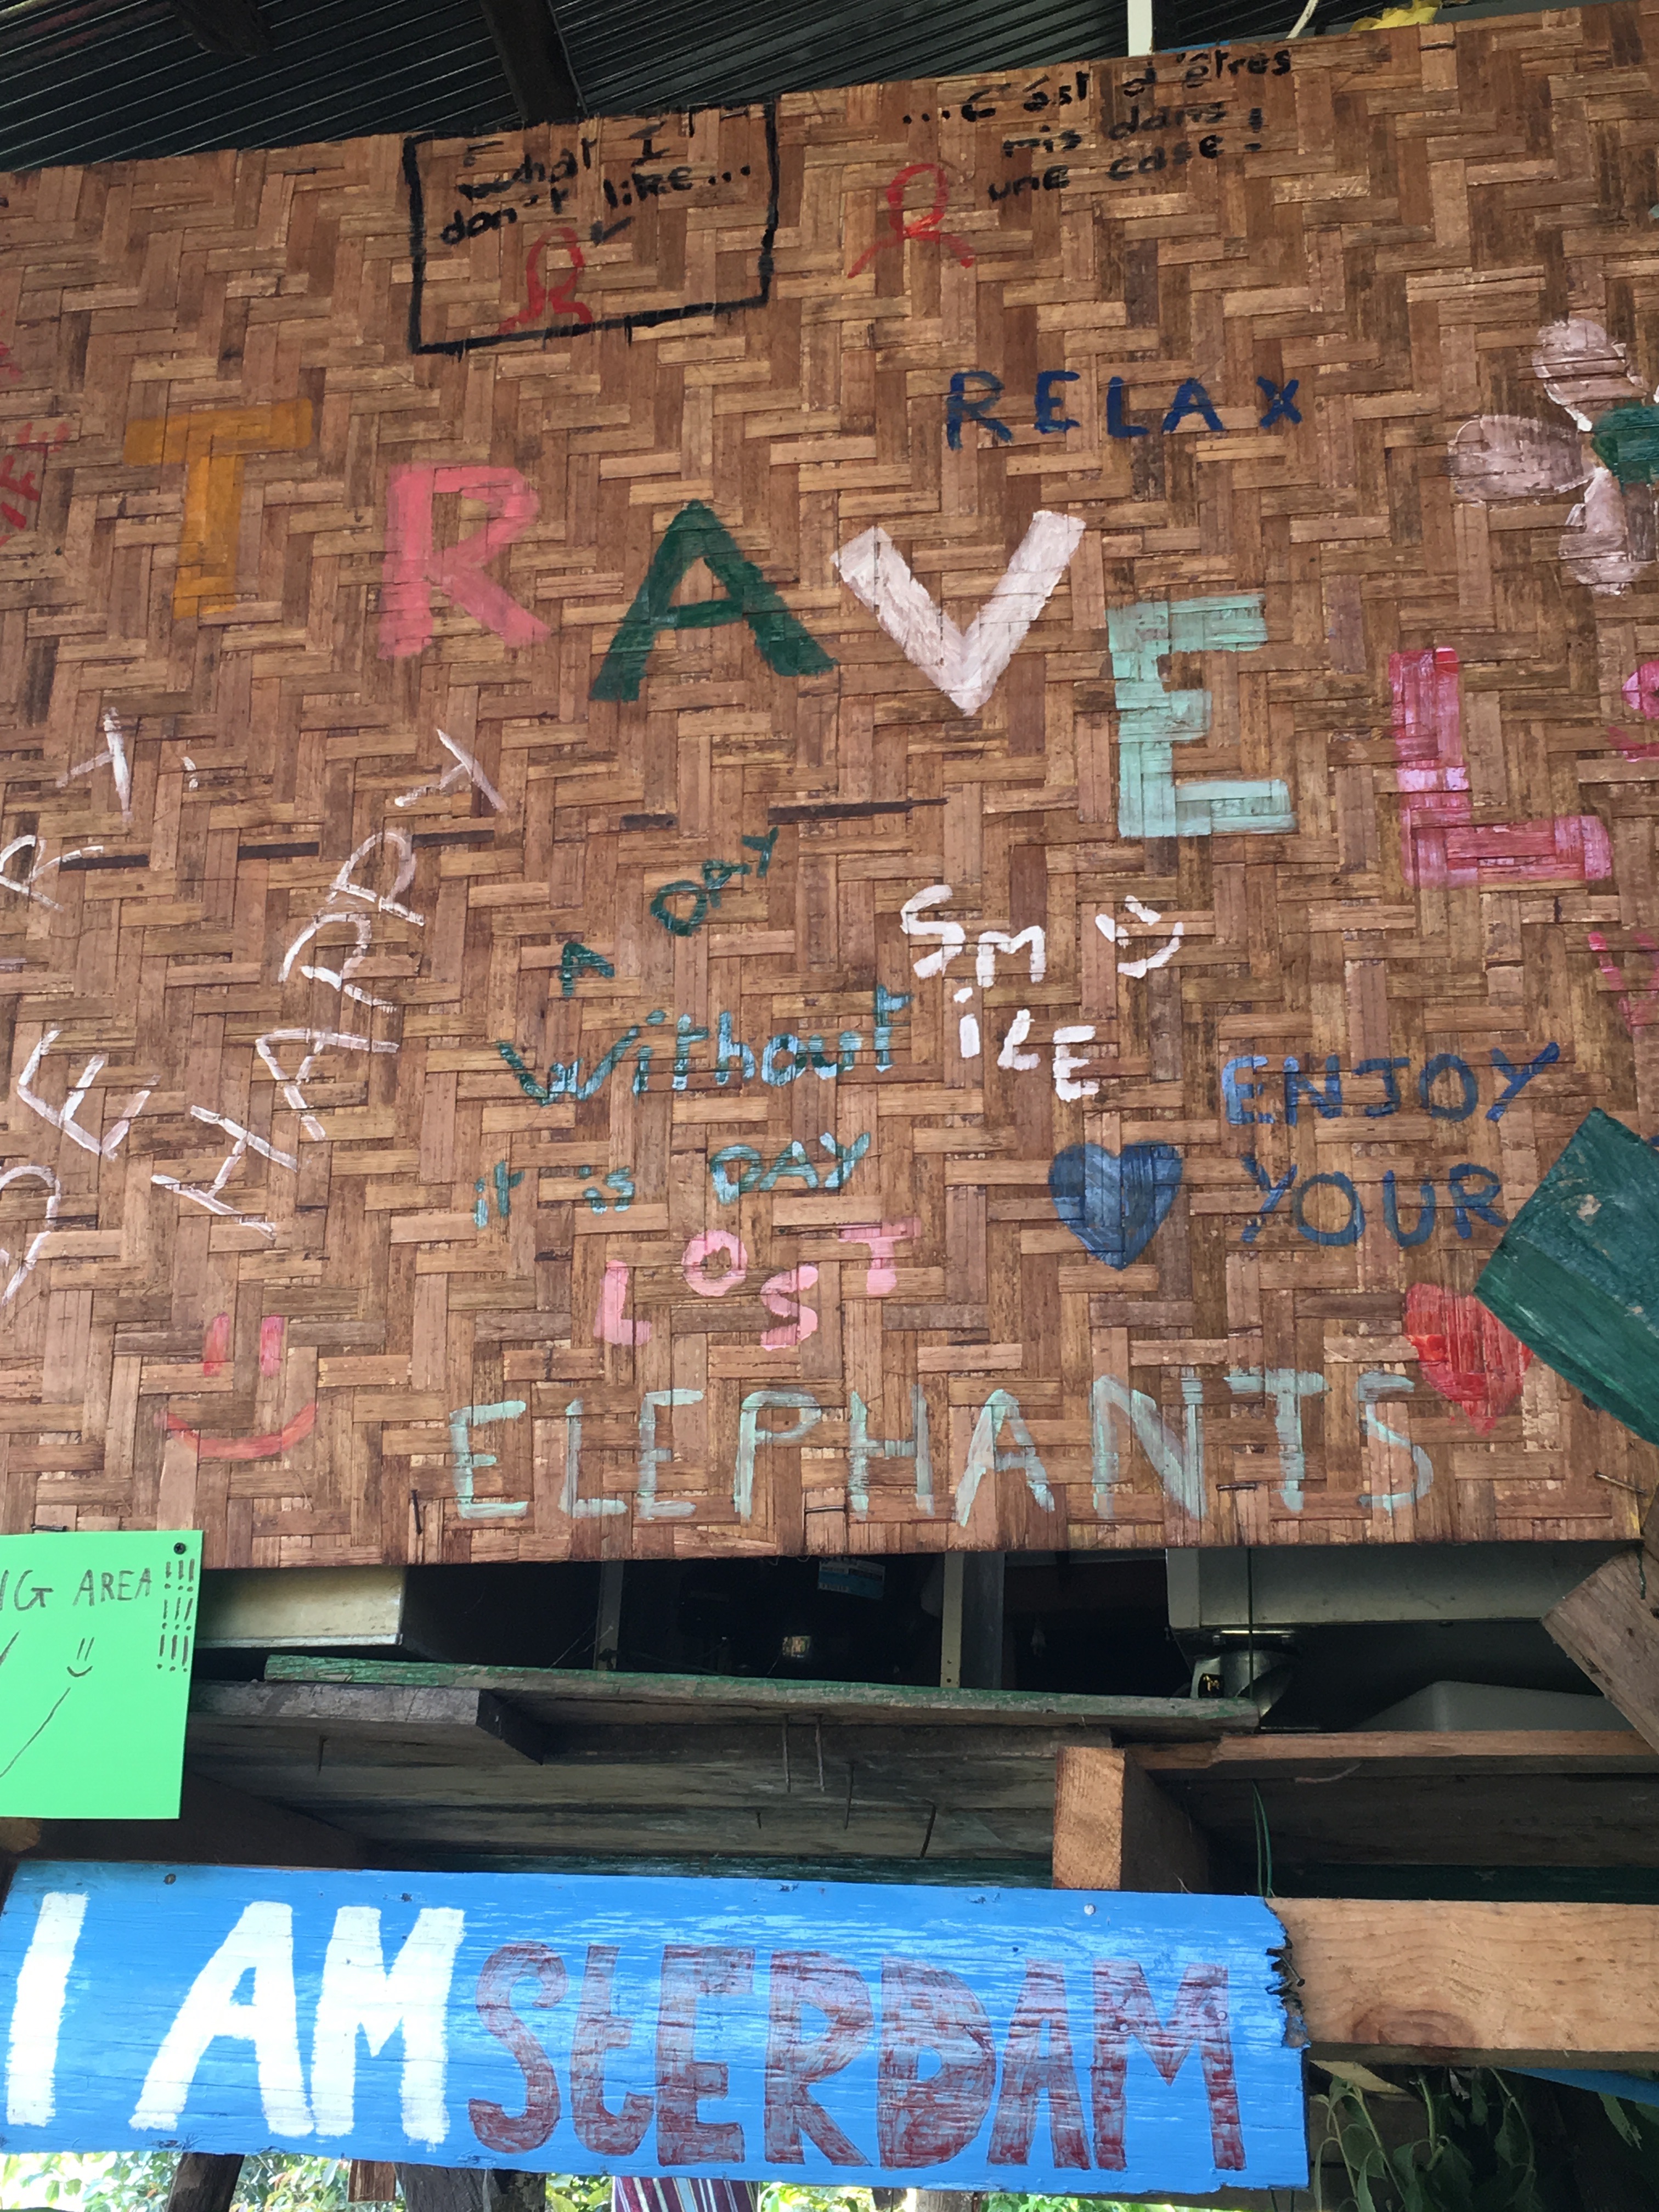 what I
don't like...
...c'est d'êtres
mis dans
une case!
RELAX
TRAVEL
HAPPY
A DAY
Without
SM
iLE
it is DAY
LOST
ENJOY
YOUR
ELEPHANTS
AREA !!!!!!!!!
I AMStERDAM